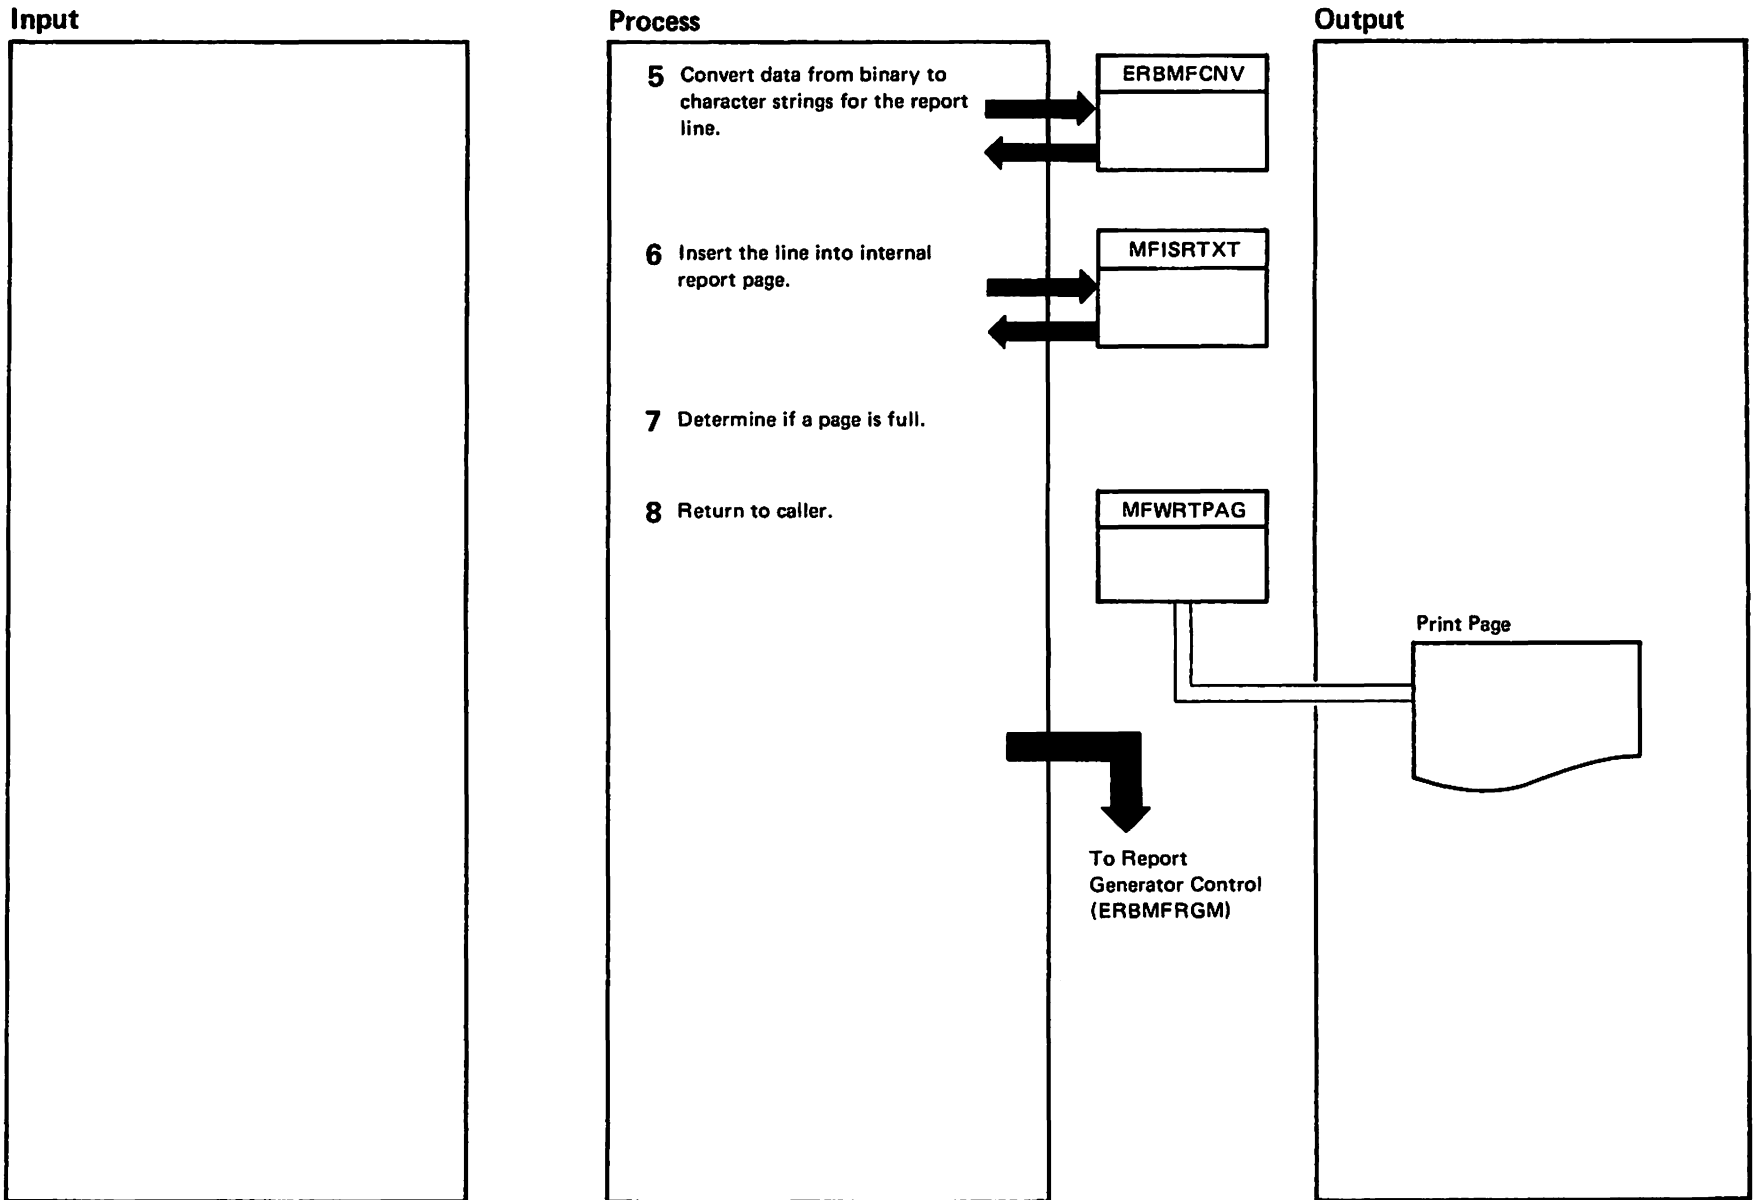 Input
Process
Output
5 Convert data from binary to
character strings for the report
line.
ERBMFCNV
6 Insert the line into internal
report page.
MFISRTXT
7 Determine if a page is full.
8 Return to caller.
MFWRTPAG
Print Page
To Report
Generator Control
(ERBMFRGM)